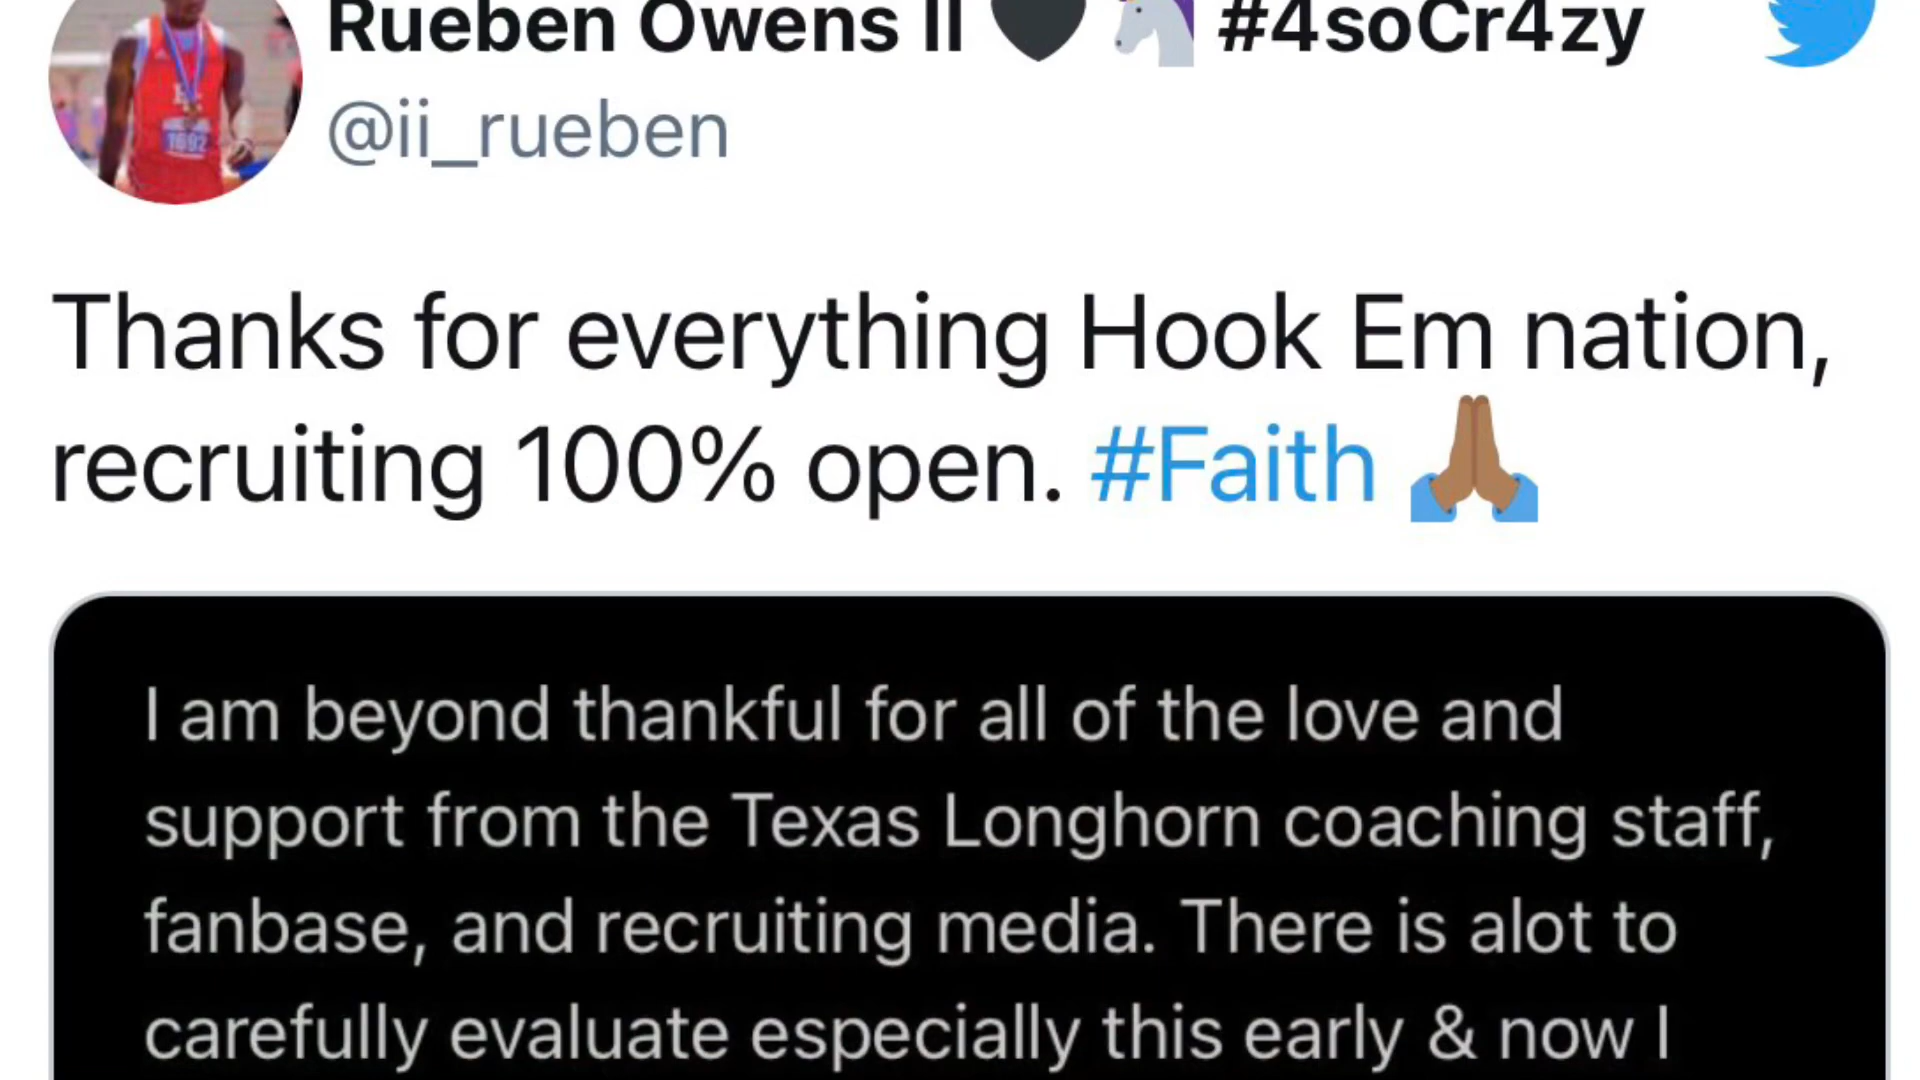 Rueben Owens II 🖤🦄 #4soCr4zy
@ii_rueben
1692
Thanks for everything Hook Em nation,
recruiting 100% open. #Faith 🙏🏾
I am beyond thankful for all of the love and
support from the Texas Longhorn coaching staff,
fanbase, and recruiting media. There is alot to
carefully evaluate especially this early & now I